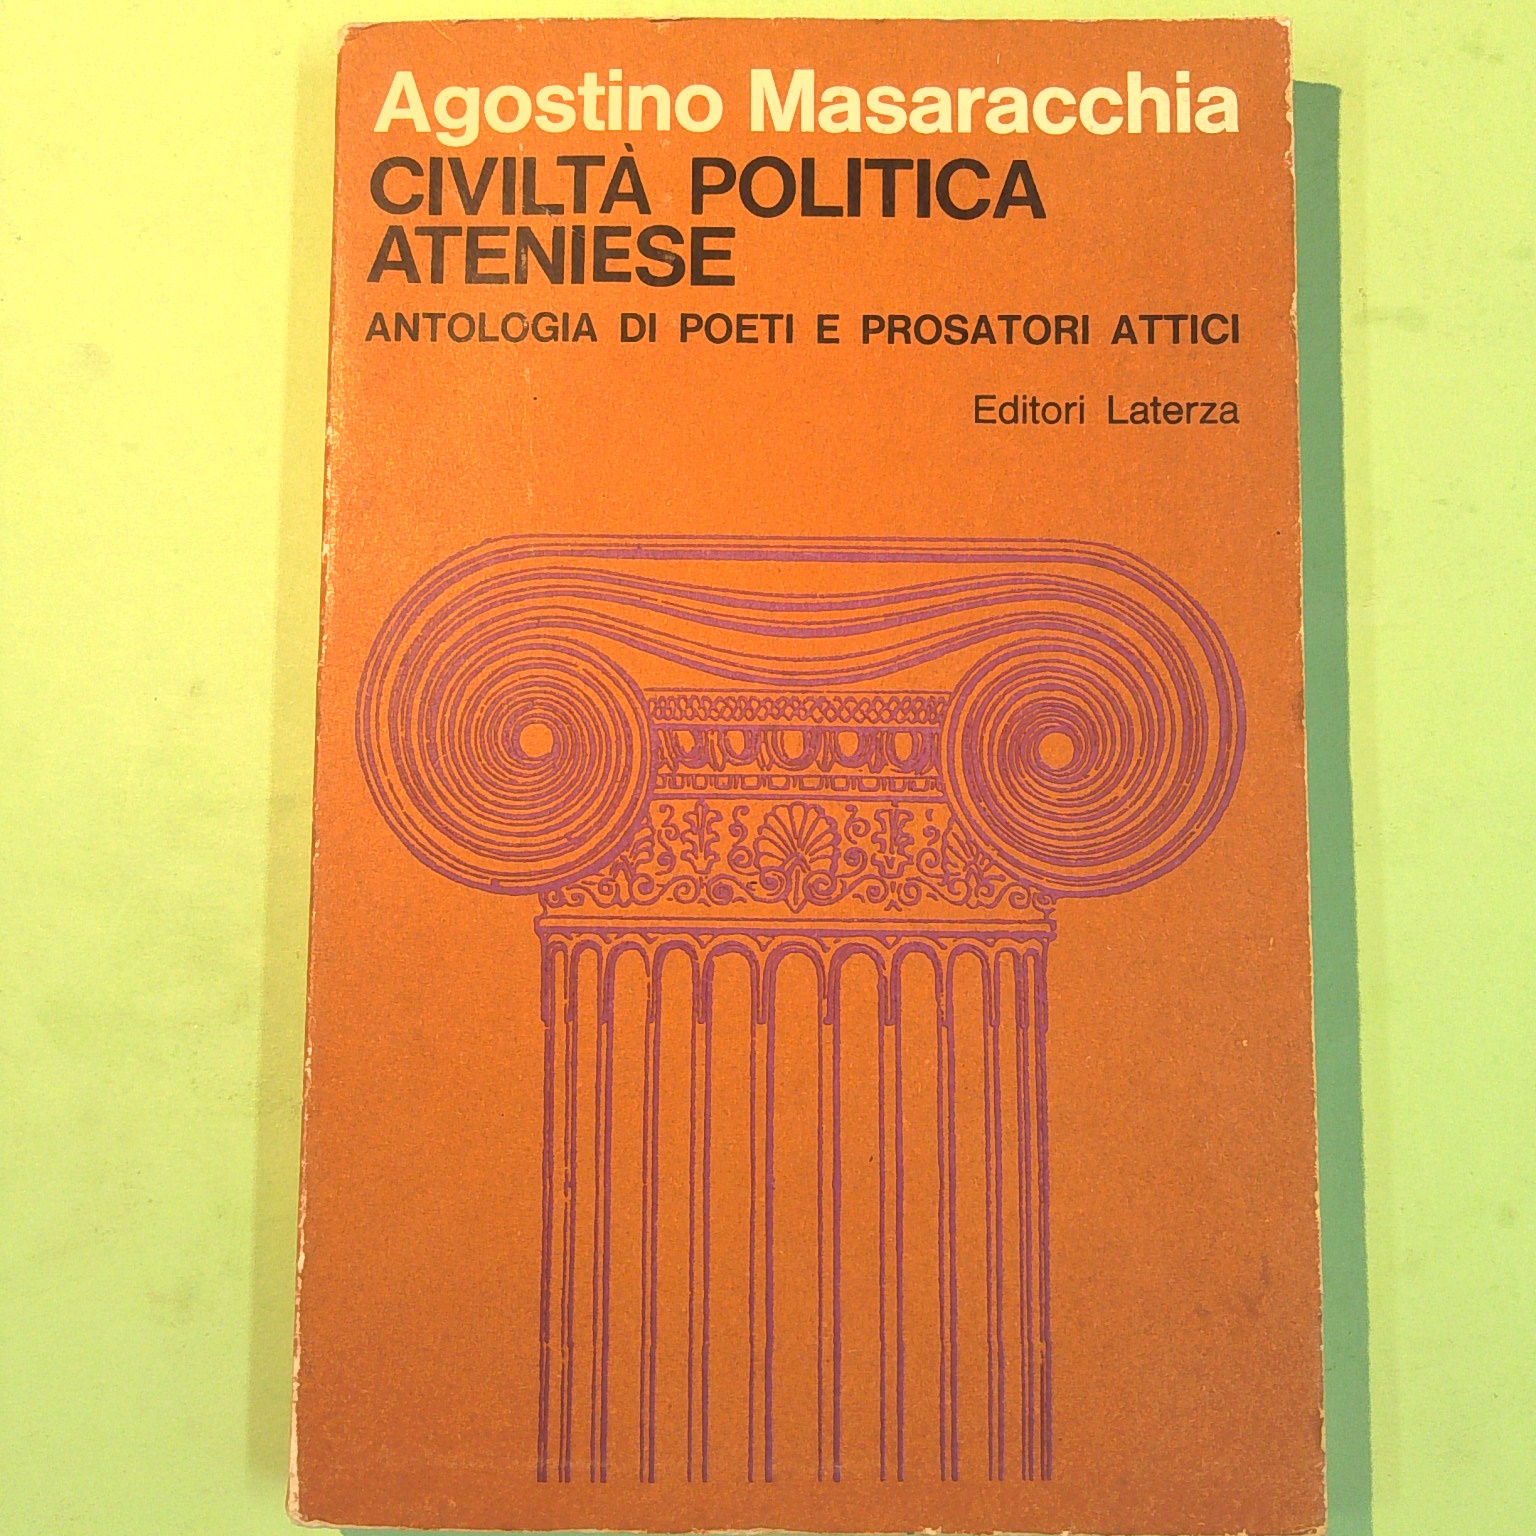 Agostino Masaracchia
CIVILTÀ POLITICA
ATENIESE
ANTOLOGIA DI POETI E PROSATORI ATTICI
Editori Laterza